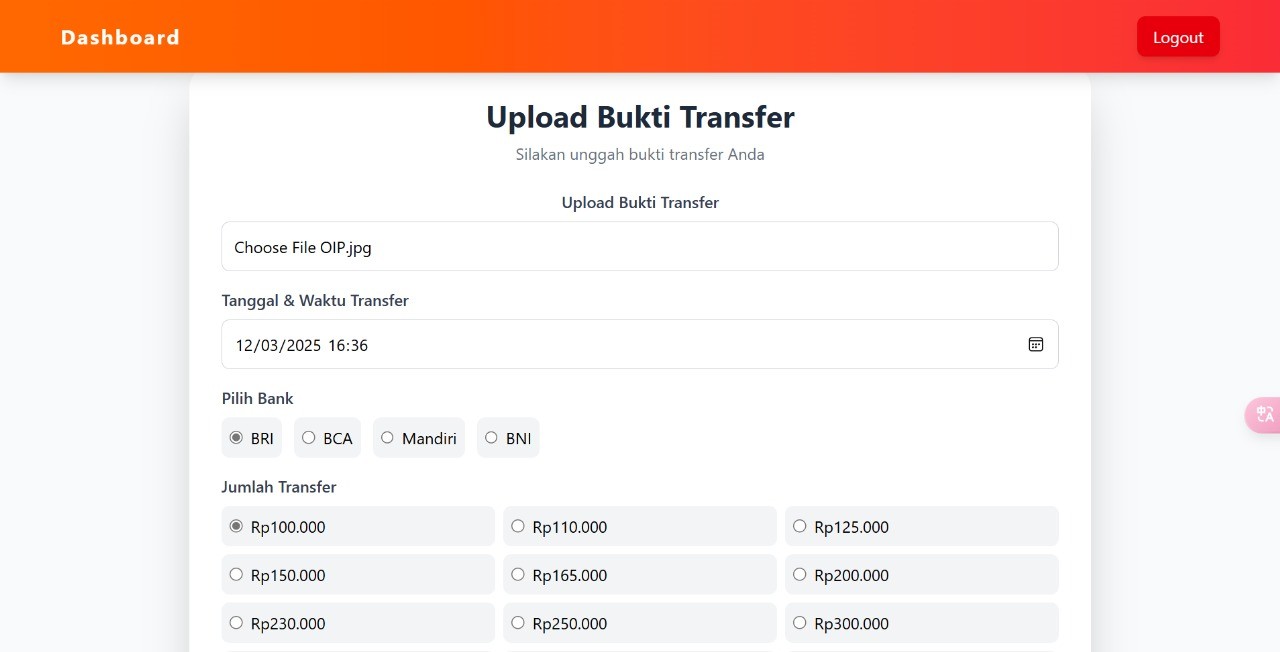 Dashboard
Logout
Upload Bukti Transfer
Silakan unggah bukti transfer Anda
Upload Bukti Transfer
Choose File OIP.jpg
Tanggal & Waktu Transfer
12/03/2025 16:36
Pilih Bank
BRI BCA Mandiri BNI
Jumlah Transfer
Rp100.000 Rp110.000 Rp125.000
Rp150.000 Rp165.000 Rp200.000
Rp230.000 Rp250.000 Rp300.000
中 A